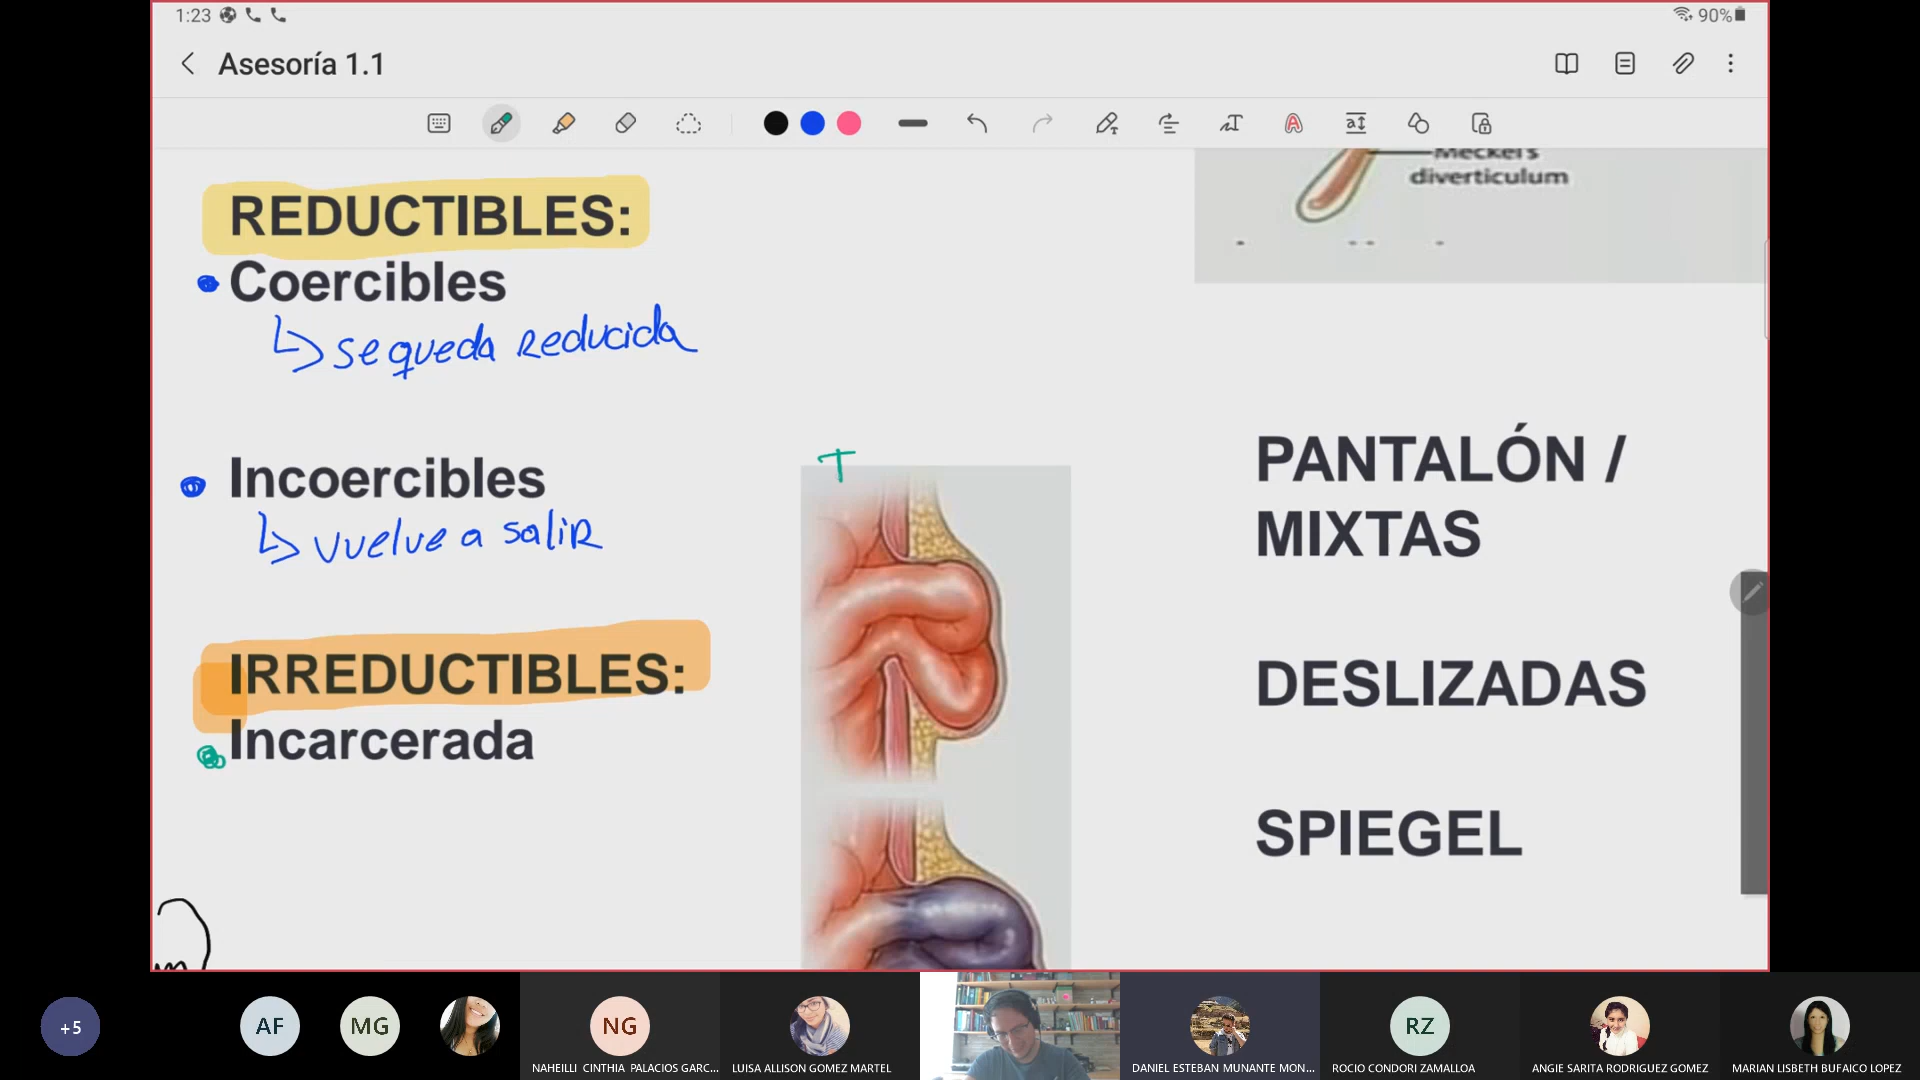 1:23
90%
Asesoría 1.1
Meckel's
diverticulum
REDUCTIBLES:
Coercibles
se queda reducida
T
Incoercibles
vuelve a salir
IRREDUCTIBLES:
Incarcerada
PANTALÓN /
MIXTAS
DESLIZADAS
SPIEGEL
+5
AF
MG
NG
RZ
NAHEILLI CINTHIA PALACIOS GARC...
LUISA ALLISON GOMEZ MARTEL
DANIEL ESTEBAN MUNANTE MON...
ROCIO CONDORI ZAMALLOA
ANGIE SARITA RODRIGUEZ GOMEZ
MARIAN LISBETH BUFAICO LOPEZ